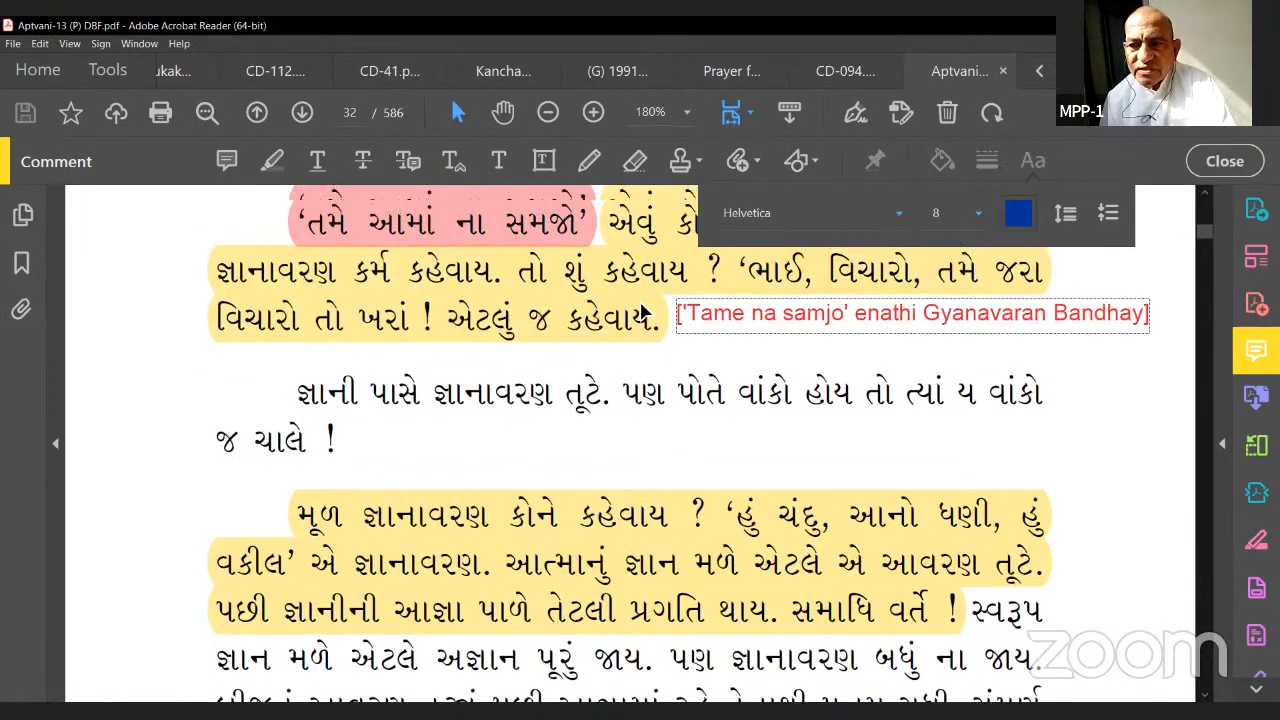 Aptvani-13 (P) DBF.pdf - Adobe Acrobat Reader (64-bit)
File Edit View Sign Window Help
Home Tools ukak... CD-112.... CD-41.p... Kancha... (G) 1991... Prayer f... CD-094.... Aptvani... ×
32 / 586 180%
MPP-1
Comment Close
Helvetica 8
‘તમે આમાં ના સમજો’ એવું
જ્ઞાનાવરણ કર્મ કહેવાય. તો શું કહેવાય ? ‘ભાઈ, વિચારો, તમે જરા
વિચારો તો ખરાં ! એટલું જ કહેવાય. ['Tame na samjo' enathi Gyanavaran Bandhay]
જ્ઞાની પાસે જ્ઞાનાવરણ તૂટે. પણ પોતે વાંકો હોય તો ત્યાં ય વાંકો
જ ચાલે !
મૂળ જ્ઞાનાવરણ કોને કહેવાય ? ‘હું ચંદુ, આનો ધણી, હું
વકીલ’ એ જ્ઞાનાવરણ. આત્માનું જ્ઞાન મળે એટલે એ આવરણ તૂટે.
પછી જ્ઞાનીની આજ્ઞા પાળે તેટલી પ્રગતિ થાય. સમાધિ વર્તે ! સ્વરૂપ
જ્ઞાન મળે એટલે અજ્ઞાન પૂરું જાય. પણ જ્ઞાનાવરણ બધું ના જાય.
zoom